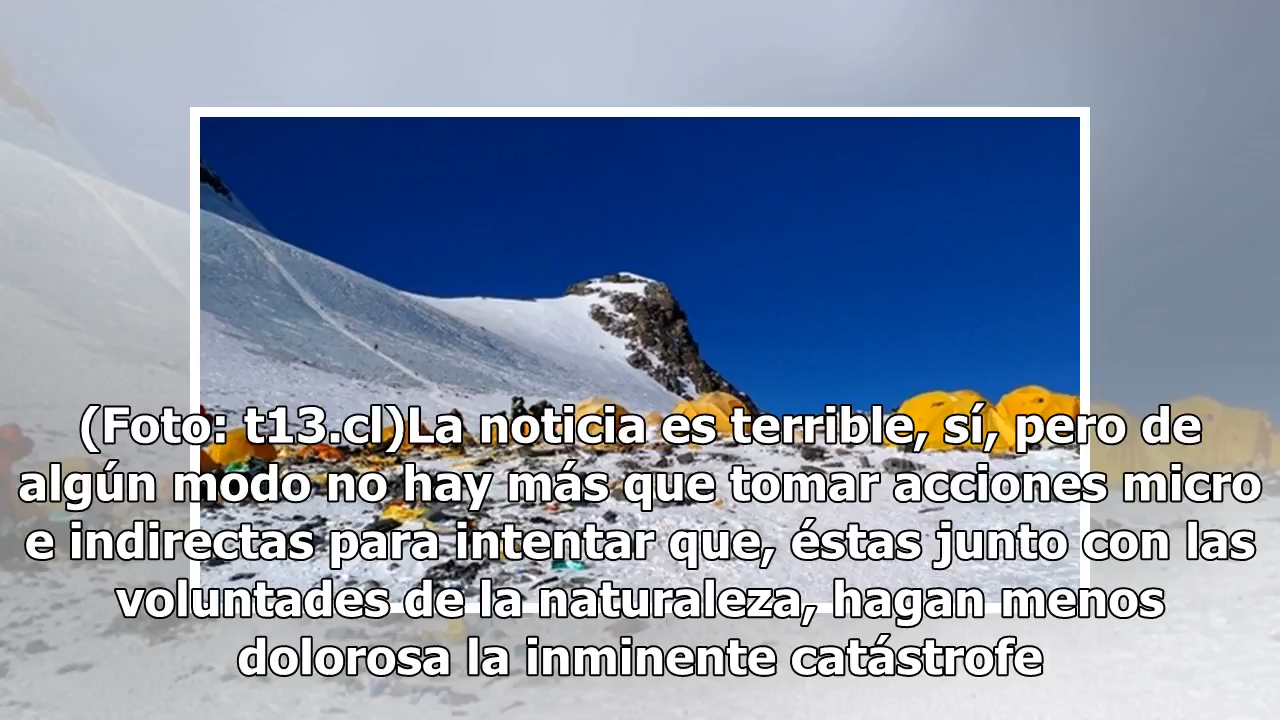 (Foto: t13.cl)La noticia es terrible, sí, pero de
algún modo no hay más que tomar acciones micro
e indirectas para intentar que, éstas junto con las
voluntades de la naturaleza, hagan menos
dolorosa la inminente catástrofe